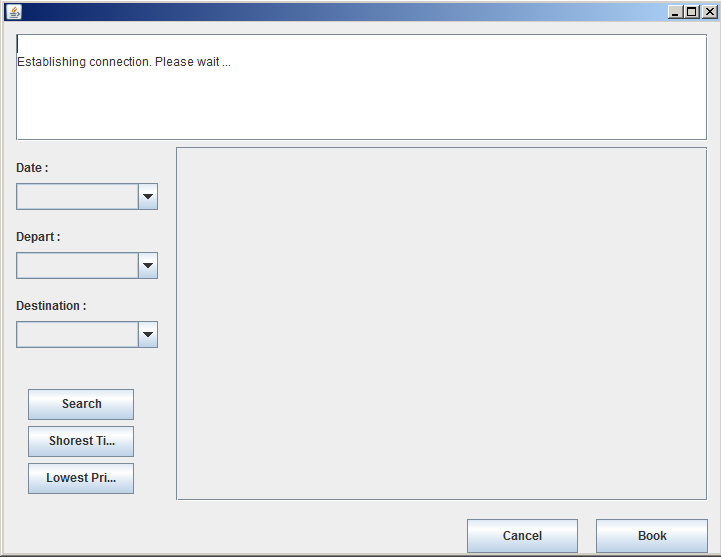 Establishing connection. Please wait ...
Date :
Depart :
Destination :
Search
Shorest Ti...
Lowest Pri...
Cancel
Book